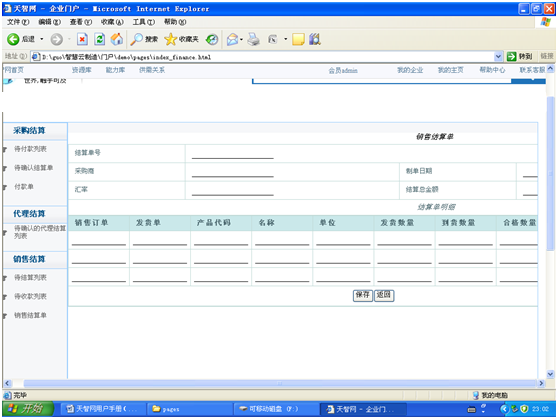 天智网 - 企业门户 - Microsoft Internet Explorer
文件(F) 编辑(E) 查看(V) 收藏(A) 工具(T) 帮助(H)
后退 搜索 收藏夹
地址(D) D:\guo\智慧云制造\门户\demo\pages\index_finance.html 转到 链接
网首页 资源库 能力库 供需关系 会员admin 我的企业 我的主页 帮助中心 联系客服
世界,触手可及
采购结算
待付款列表
待确认结算单
付款单
代理结算
待确认的代理结算
列表
销售结算
待结算列表
待收款列表
销售结算单
销售结算单
结算单号
采购商 制单日期
汇率 结算总金额
结算单明细
销售订单 发货单 产品代码 名称 单位 发货数量 到货数量 合格数量
保存 返回
完毕 我的电脑
开始 天智网用户手册(... pages 可移动磁盘 (F:) 天智网 - 企业门... 23:02